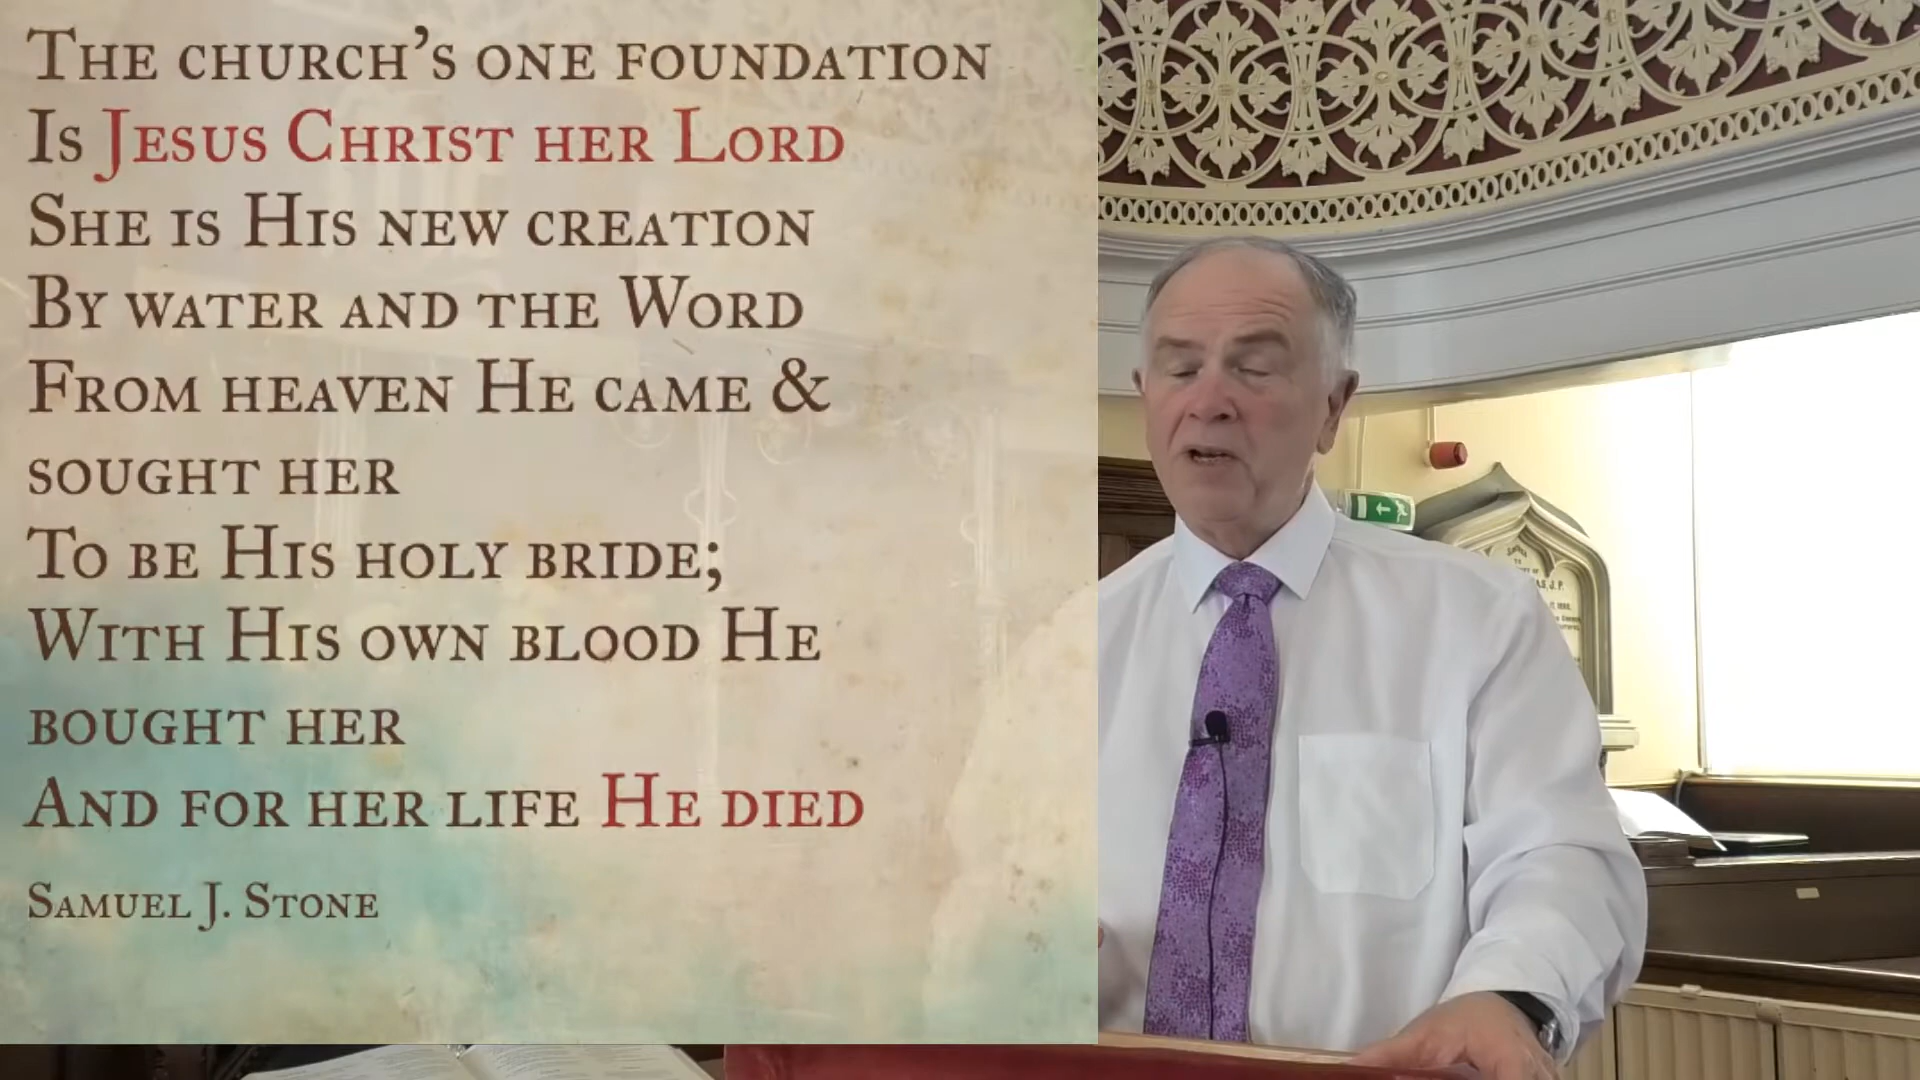 The church's one foundation
Is Jesus Christ her Lord
She is His new creation
By water and the Word
From heaven He came &
sought her
To be His holy bride;
With His own blood He
bought her
And for her life He died
Samuel J. Stone
J.P.